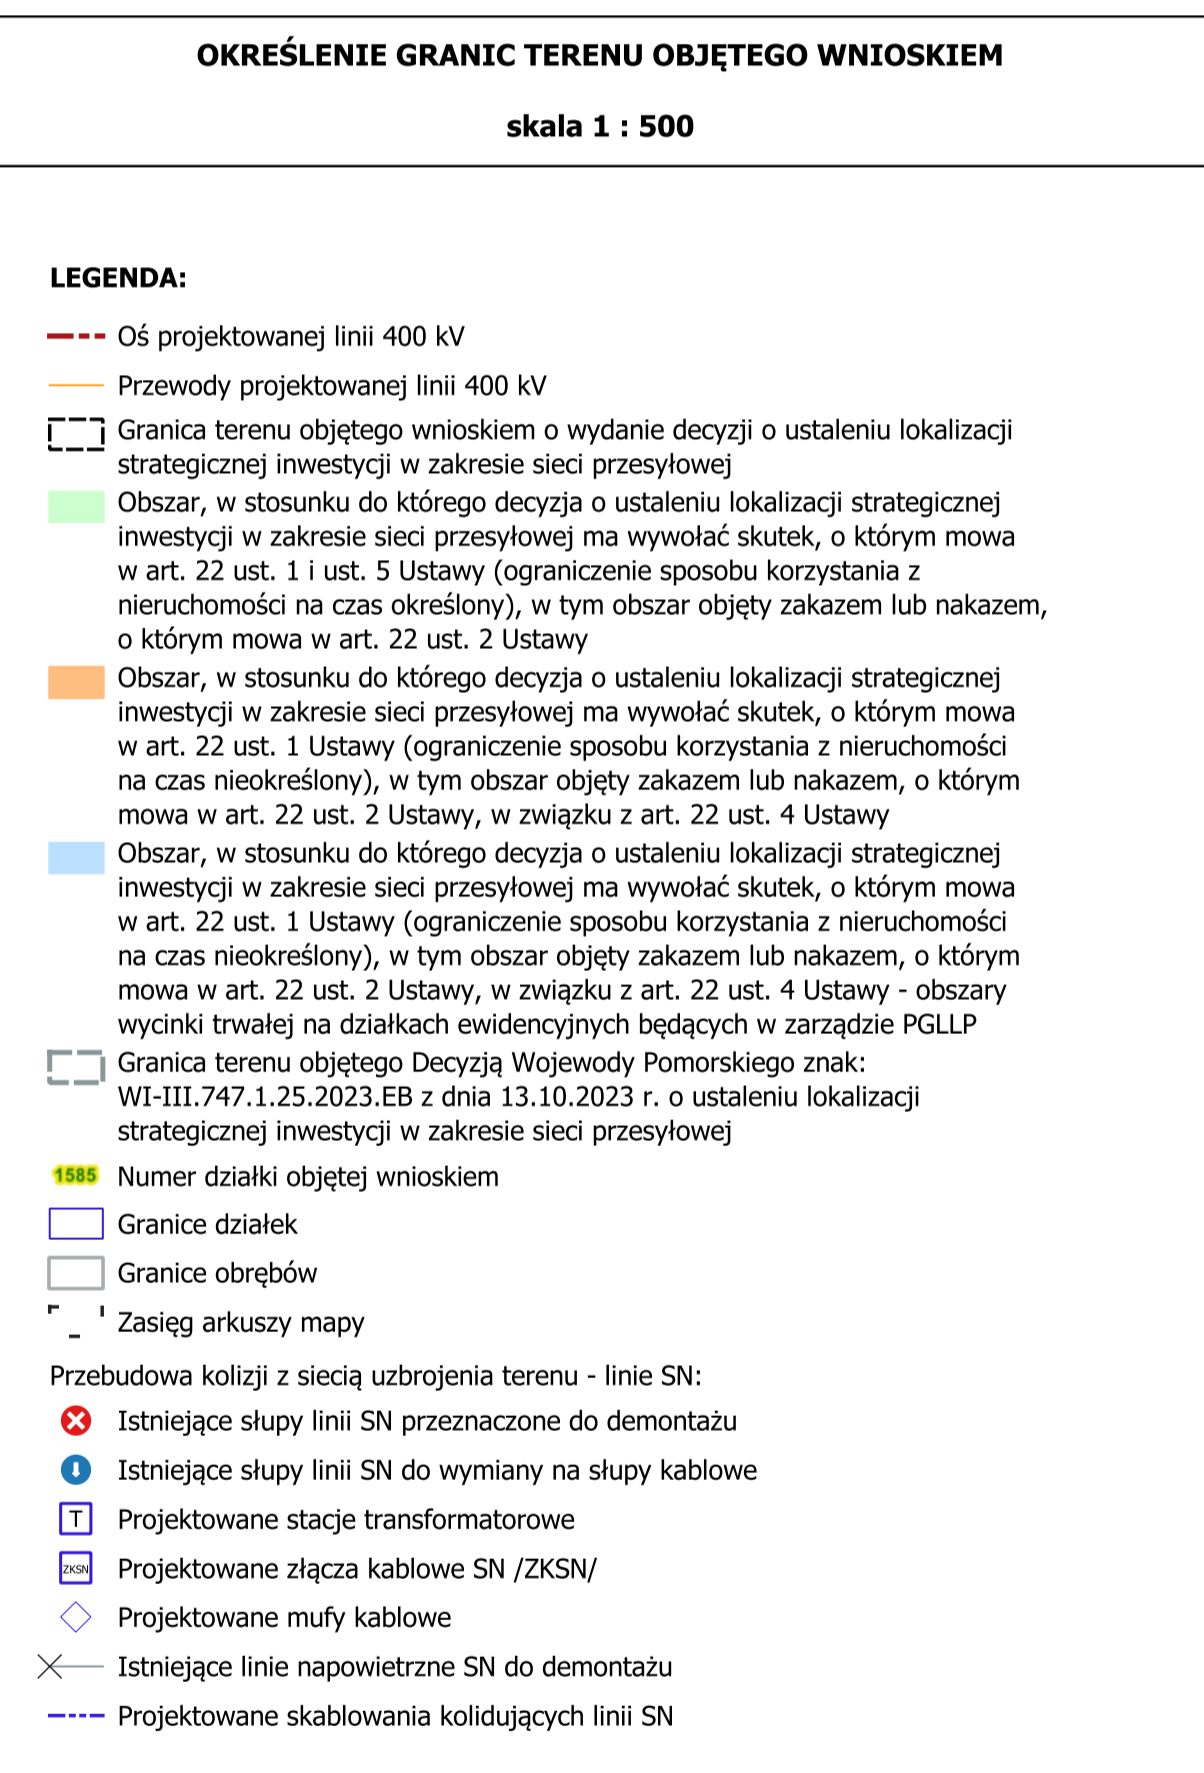 OKREŚLENIE GRANIC TERENU OBJĘTEGO WNIOSKIEM
skala 1 : 500
LEGENDA:
Oś projektowanej linii 400 kV
Przewody projektowanej linii 400 kV
Granica terenu objętego wnioskiem o wydanie decyzji o ustaleniu lokalizacji
strategicznej inwestycji w zakresie sieci przesyłowej
Obszar, w stosunku do którego decyzja o ustaleniu lokalizacji strategicznej
inwestycji w zakresie sieci przesyłowej ma wywołać skutek, o którym mowa
w art. 22 ust. 1 i ust. 5 Ustawy (ograniczenie sposobu korzystania z
nieruchomości na czas określony), w tym obszar objęty zakazem lub nakazem,
o którym mowa w art. 22 ust. 2 Ustawy
Obszar, w stosunku do którego decyzja o ustaleniu lokalizacji strategicznej
inwestycji w zakresie sieci przesyłowej ma wywołać skutek, o którym mowa
w art. 22 ust. 1 Ustawy (ograniczenie sposobu korzystania z nieruchomości
na czas nieokreślony), w tym obszar objęty zakazem lub nakazem, o którym
mowa w art. 22 ust. 2 Ustawy, w związku z art. 22 ust. 4 Ustawy
Obszar, w stosunku do którego decyzja o ustaleniu lokalizacji strategicznej
inwestycji w zakresie sieci przesyłowej ma wywołać skutek, o którym mowa
w art. 22 ust. 1 Ustawy (ograniczenie sposobu korzystania z nieruchomości
na czas nieokreślony), w tym obszar objęty zakazem lub nakazem, o którym
mowa w art. 22 ust. 2 Ustawy, w związku z art. 22 ust. 4 Ustawy - obszary
wycinki trwałej na działkach ewidencyjnych będących w zarządzie PGLLP
Granica terenu objętego Decyzją Wojewody Pomorskiego znak:
WI-III.747.1.25.2023.EB z dnia 13.10.2023 r. o ustaleniu lokalizacji
strategicznej inwestycji w zakresie sieci przesyłowej
1585 Numer działki objętej wnioskiem
Granice działek
Granice obrębów
Zasięg arkuszy mapy
Przebudowa kolizji z siecią uzbrojenia terenu - linie SN:
Istniejące słupy linii SN przeznaczone do demontażu
Istniejące słupy linii SN do wymiany na słupy kablowe
T Projektowane stacje transformatorowe
ZKSN Projektowane złącza kablowe SN /ZKSN/
Projektowane mufy kablowe
Istniejące linie napowietrzne SN do demontażu
Projektowane skablowania kolidujących linii SN